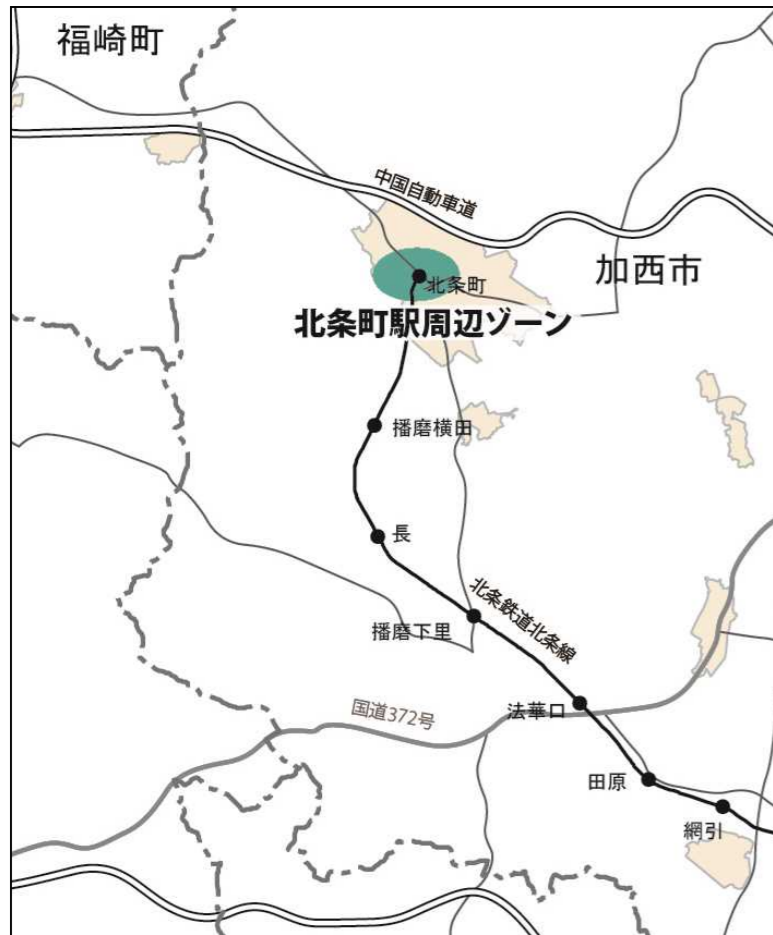 福崎町
中国自動車道
加西市
北条町
北条町駅周辺ゾーン
播磨横田
長
北条鉄道北条線
播磨下里
国道372号
法華口
田原
網引